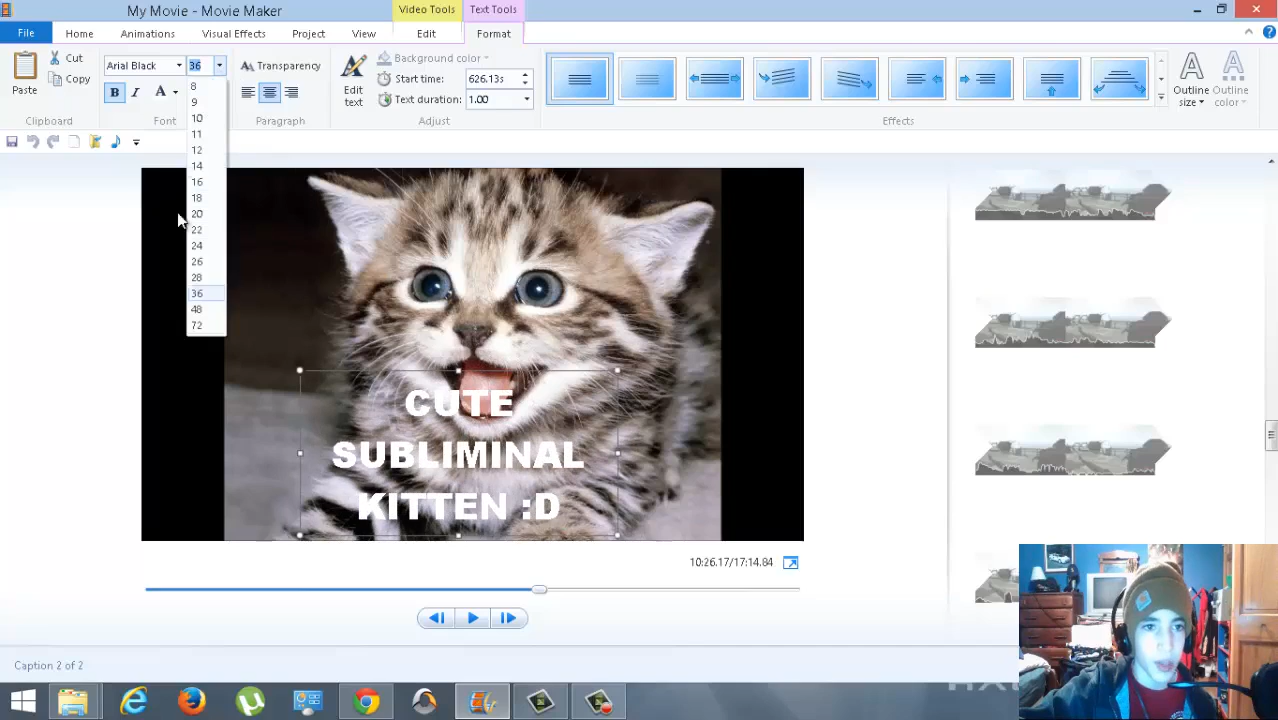 My Movie - Movie Maker
Video Tools
Text Tools
File
Home
Animations
Visual Effects
Project
View
Edit
Format
Paste
Cut
Copy
Clipboard
Arial Black
36
B I A
Font
Transparency
Paragraph
Edit
text
Background color
Start time:
626.13s
Text duration:
1.00
Adjust
Effects
Outline
size
Outline
color
8
9
10
11
12
14
16
18
20
22
24
26
28
36
48
72
CUTE
SUBLIMINAL
KITTEN :D
10:26.17/17:14.84
Caption 2 of 2